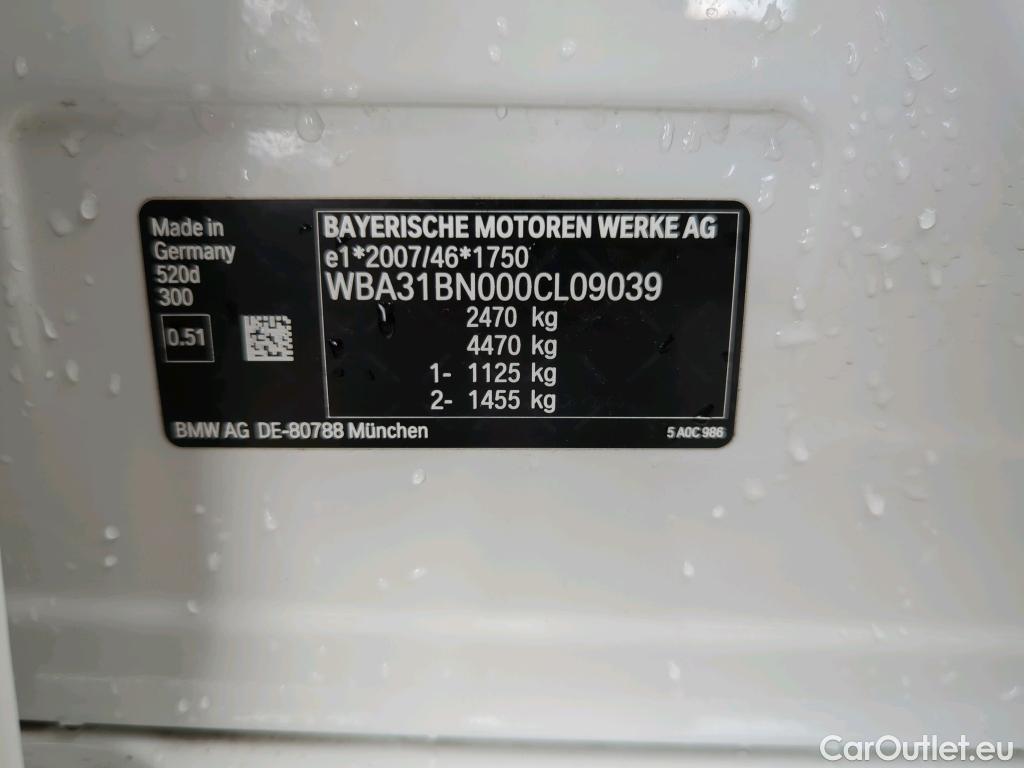 Made in
Germany
520d
300
0.51
BAYERISCHE MOTOREN WERKE AG
e1*2007/46*1750
WBA31BN000CL09039
2470 kg
4470 kg
1- 1125 kg
2- 1455 kg
BMW AG DE-80788 München
5 A0C 986
CarOutlet.eu